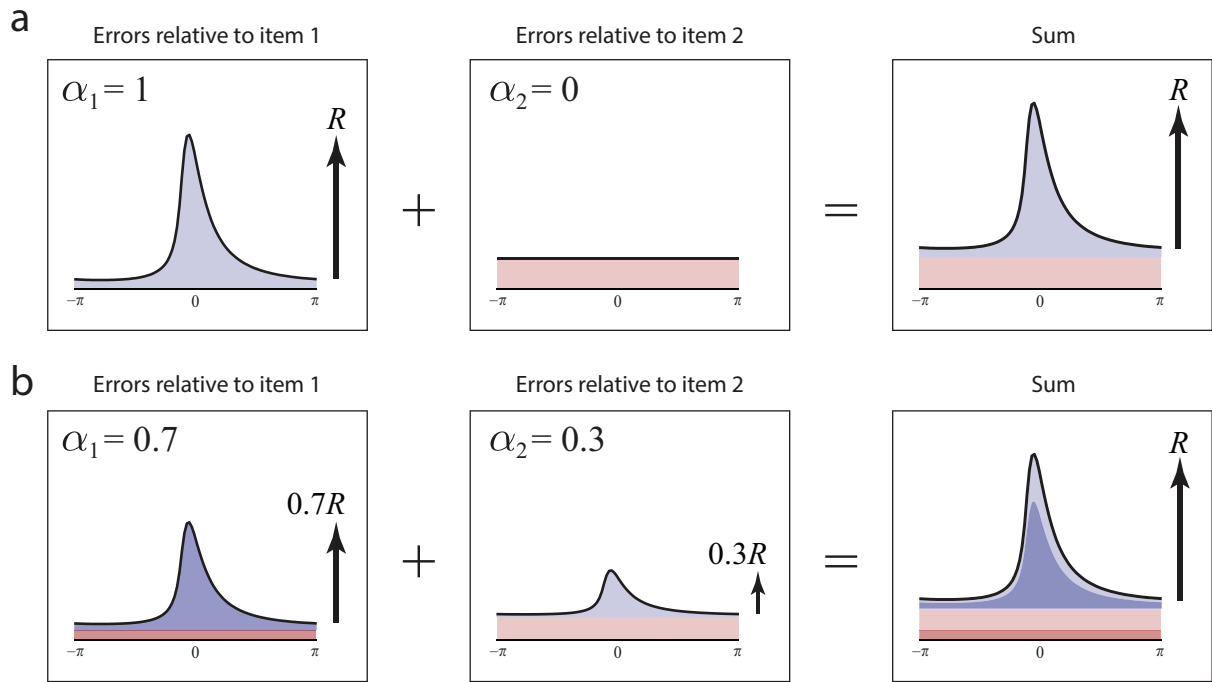 a
Errors relative to item 1
Errors relative to item 2
Sum
α₁ = 1
R
α₂ = 0
R
+
=
−π 0 π
−π 0 π
−π 0 π
b
Errors relative to item 1
Errors relative to item 2
Sum
α₁ = 0.7
0.7R
α₂ = 0.3
0.3R
R
+
=
−π 0 π
−π 0 π
−π 0 π